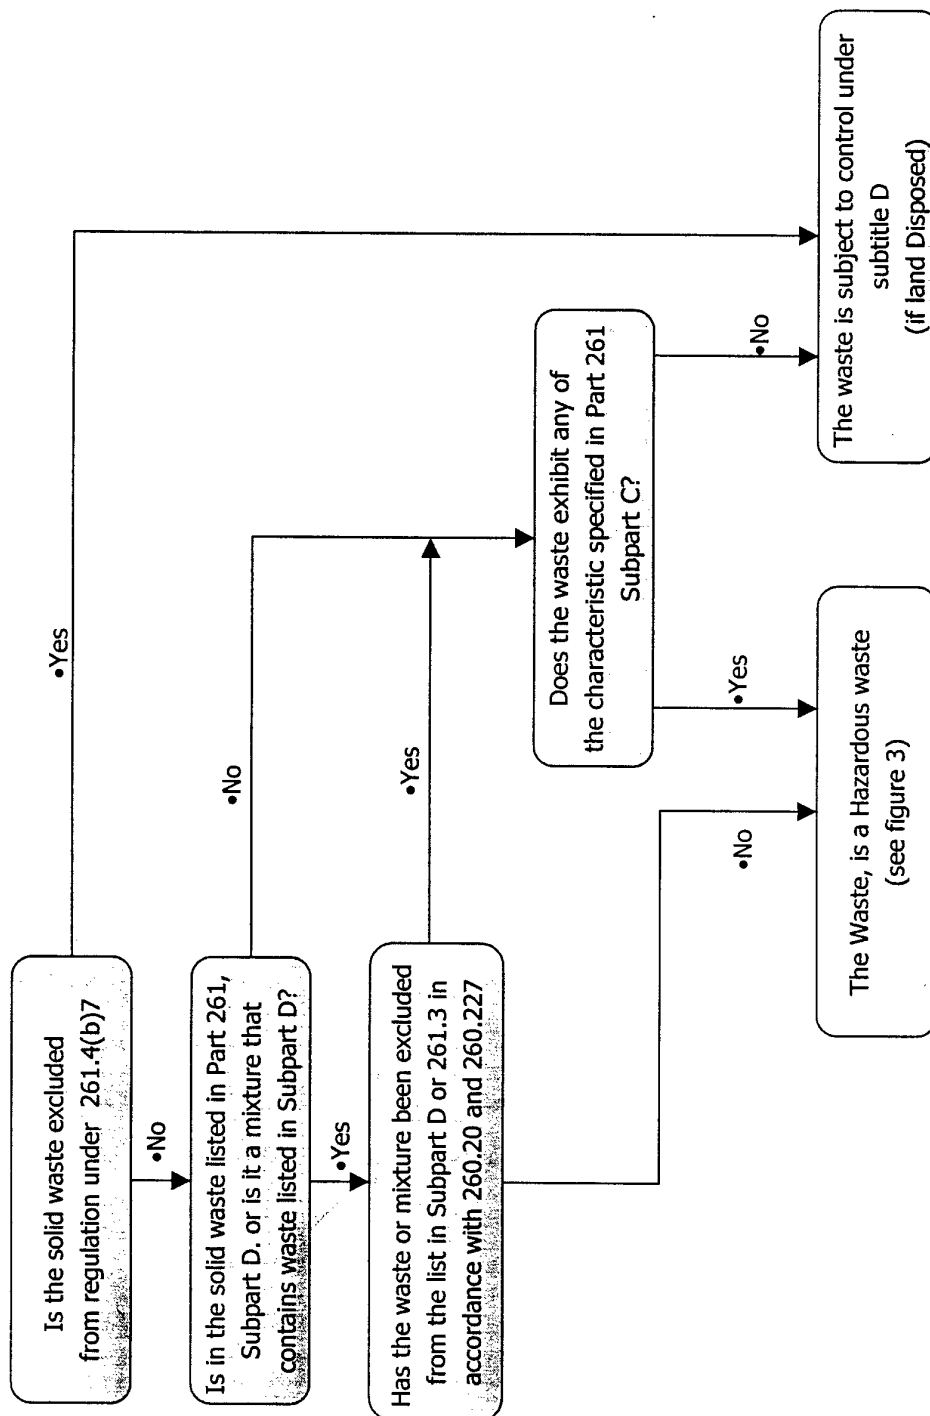 Is the solid waste excluded
from regulation under 261.4(b)7
•Yes
•No
Is in the solid waste listed in Part 261,
Subpart D. or is it a mixture that
contains waste listed in Subpart D?
•No
•Yes
Has the waste or mixture been excluded
from the list in Subpart D or 261.3 in
accordance with 260.20 and 260.227
•Yes
•No
Does the waste exhibit any of
the characteristic specified in Part 261
Subpart C?
•Yes
•No
The Waste, is a Hazardous waste
(see figure 3)
The waste is subject to control under
subtitle D
(if land Disposed)